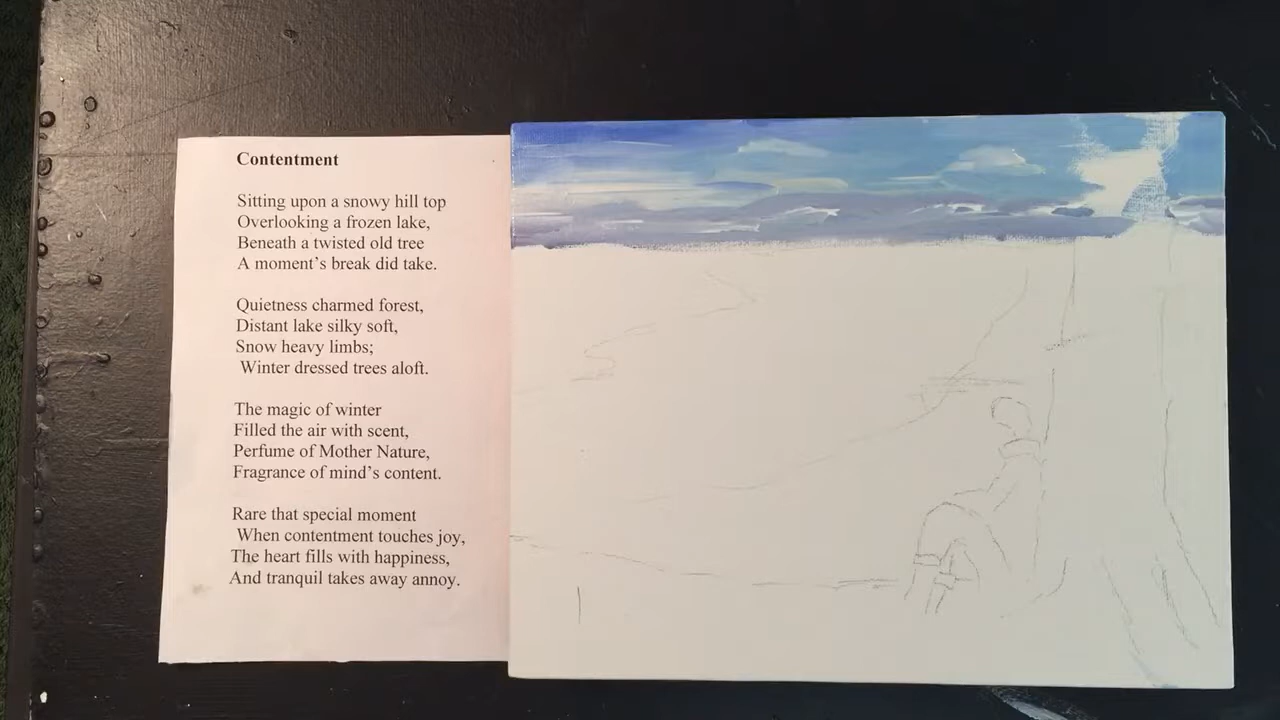 Contentment
Sitting upon a snowy hill top
Overlooking a frozen lake,
Beneath a twisted old tree
A moment's break did take.
Quietness charmed forest,
Distant lake silky soft,
Snow heavy limbs;
Winter dressed trees aloft.
The magic of winter
Filled the air with scent,
Perfume of Mother Nature,
Fragrance of mind's content.
Rare that special moment
When contentment touches joy,
The heart fills with happiness,
And tranquil takes away annoy.